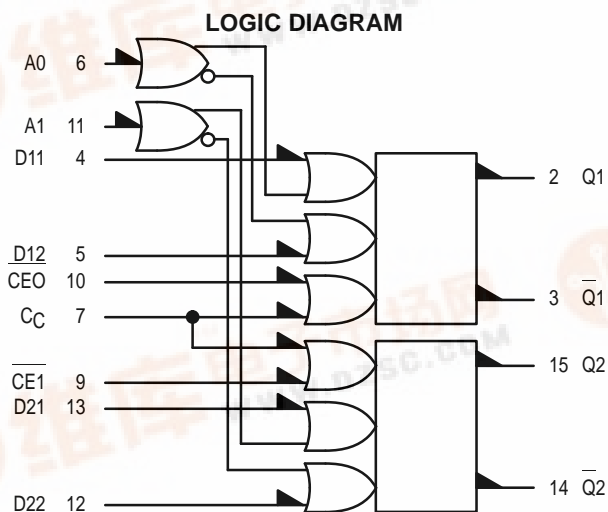 LOGIC DIAGRAM
A0 6
A1 11
D11 4
2 Q1
D12 5
CEO 10
3 Q1
CC 7
15 Q2
CE1 9
D21 13
14 Q2
D22 12